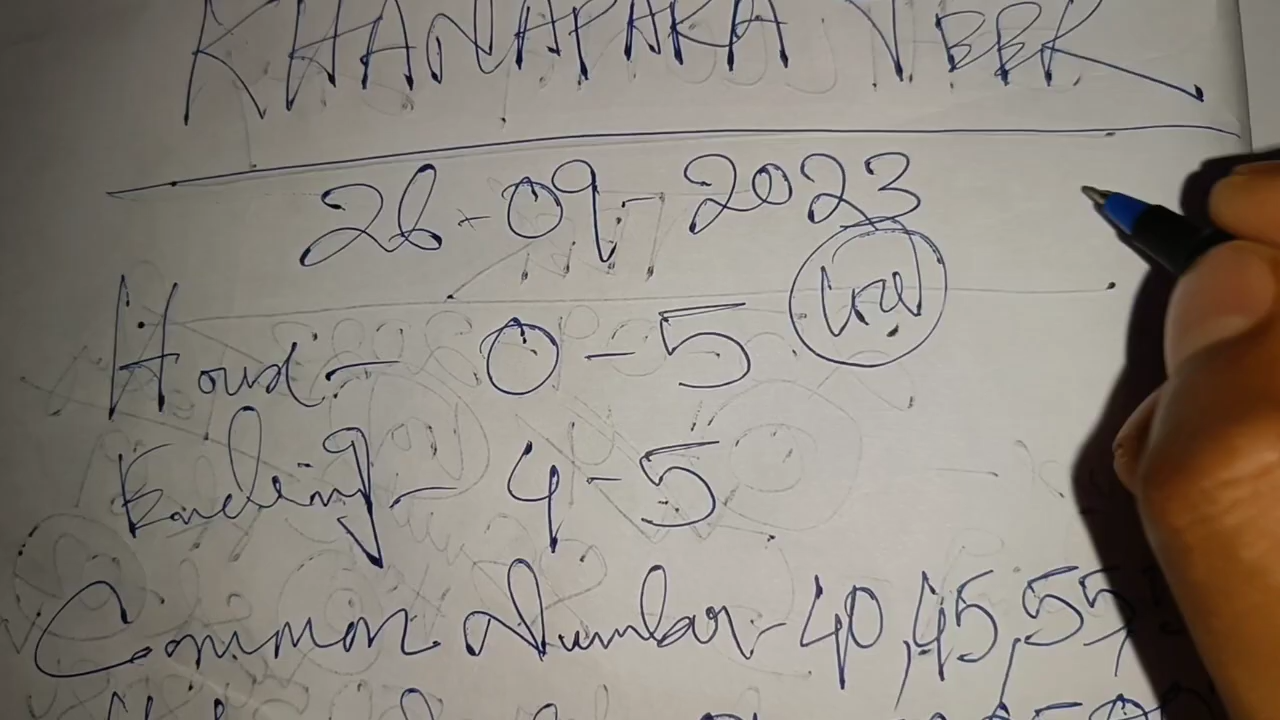 KHANAPARA TEER
26-09-2023
House - 0-5
Ending - 4-5
Common Number - 40, 45, 55,